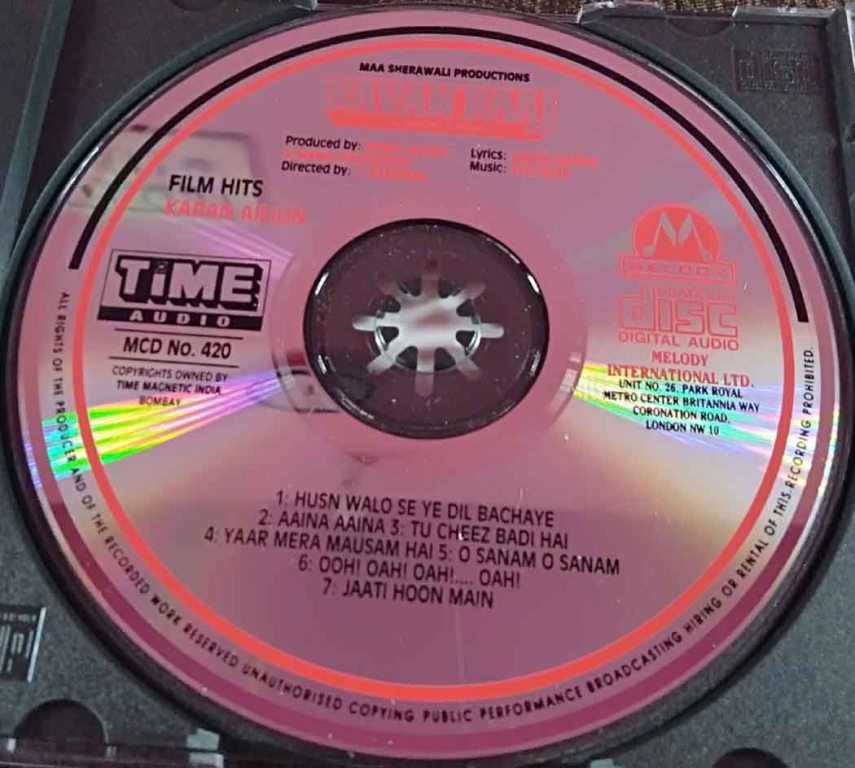 MAA SHERAWALI PRODUCTIONS
RAVAN RAAJ
Produced by:
Directed by:
Lyrics:
Music:
FILM HITS
KARAN ARJUN
TIME
AUDIO
MCD No. 420
COPYRIGHTS OWNED BY
TIME MAGNETIC INDIA
BOMBAY
MELODY
COMPACT
disc
DIGITAL AUDIO
MELODY
INTERNATIONAL LTD.
UNIT NO. 26, PARK ROYAL
METRO CENTER BRITANNIA WAY
CORONATION ROAD,
LONDON NW 10
1: HUSN WALO SE YE DIL BACHAYE
2: AAINA AAINA 3: TU CHEEZ BADI HAI
4: YAAR MERA MAUSAM HAI 5: O SANAM O SANAM
6: OOH! OAH! OAH!.... OAH!
7: JAATI HOON MAIN
ALL RIGHTS OF THE PRODUCER AND OF THE RECORDED WORK RESERVED UNAUTHORISED COPYING PUBLIC PERFORMANCE BROADCASTING HIRING OR RENTAL OF THIS RECORDING PROHIBITED.
disc